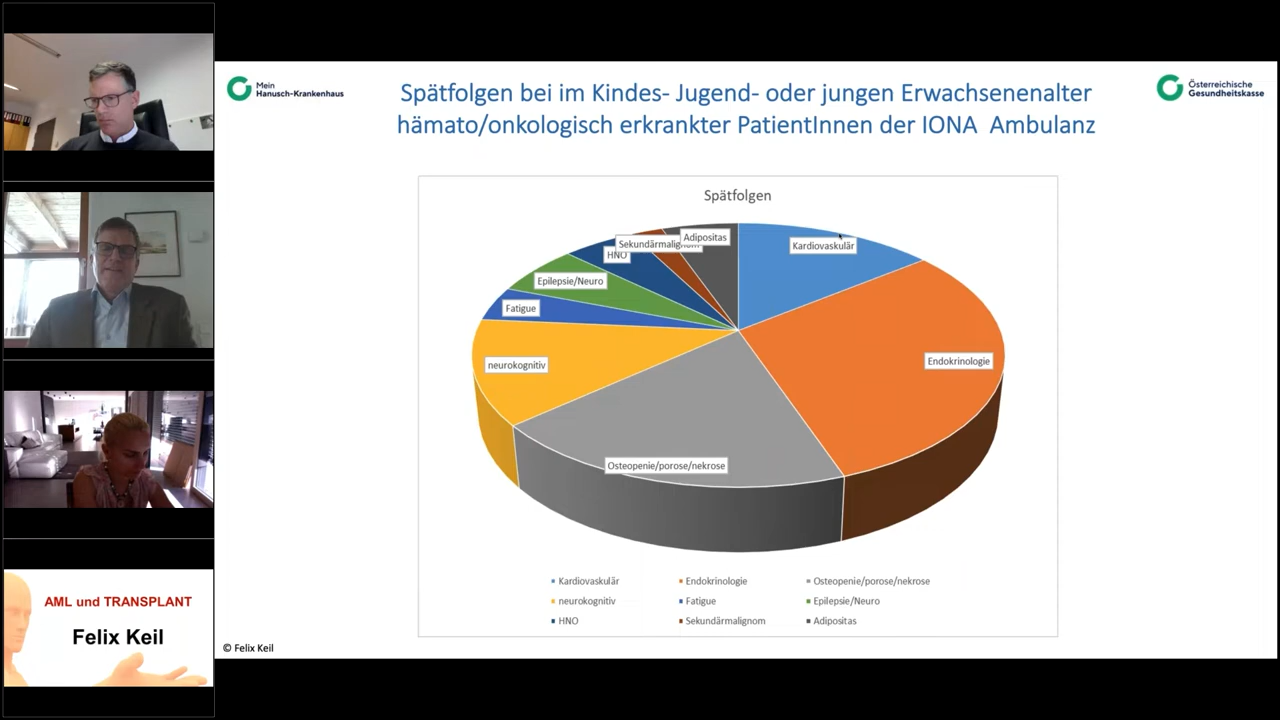 Mein
Hanusch-Krankenhaus
Österreichische
Gesundheitskasse
Spätfolgen bei im Kindes- Jugend- oder jungen Erwachsenenalter
hämato/onkologisch erkrankter PatientInnen der IONA Ambulanz
Spätfolgen
Adipositas
Kardiovaskulär
Sekundärmalignom
HNO
Epilepsie/Neuro
Fatigue
neurokognitiv
Endokrinologie
Osteopenie/porose/nekrose
Kardiovaskulär
Endokrinologie
Osteopenie/porose/nekrose
neurokognitiv
Fatigue
Epilepsie/Neuro
HNO
Sekundärmalignom
Adipositas
© Felix Keil
AML und TRANSPLANT
Felix Keil